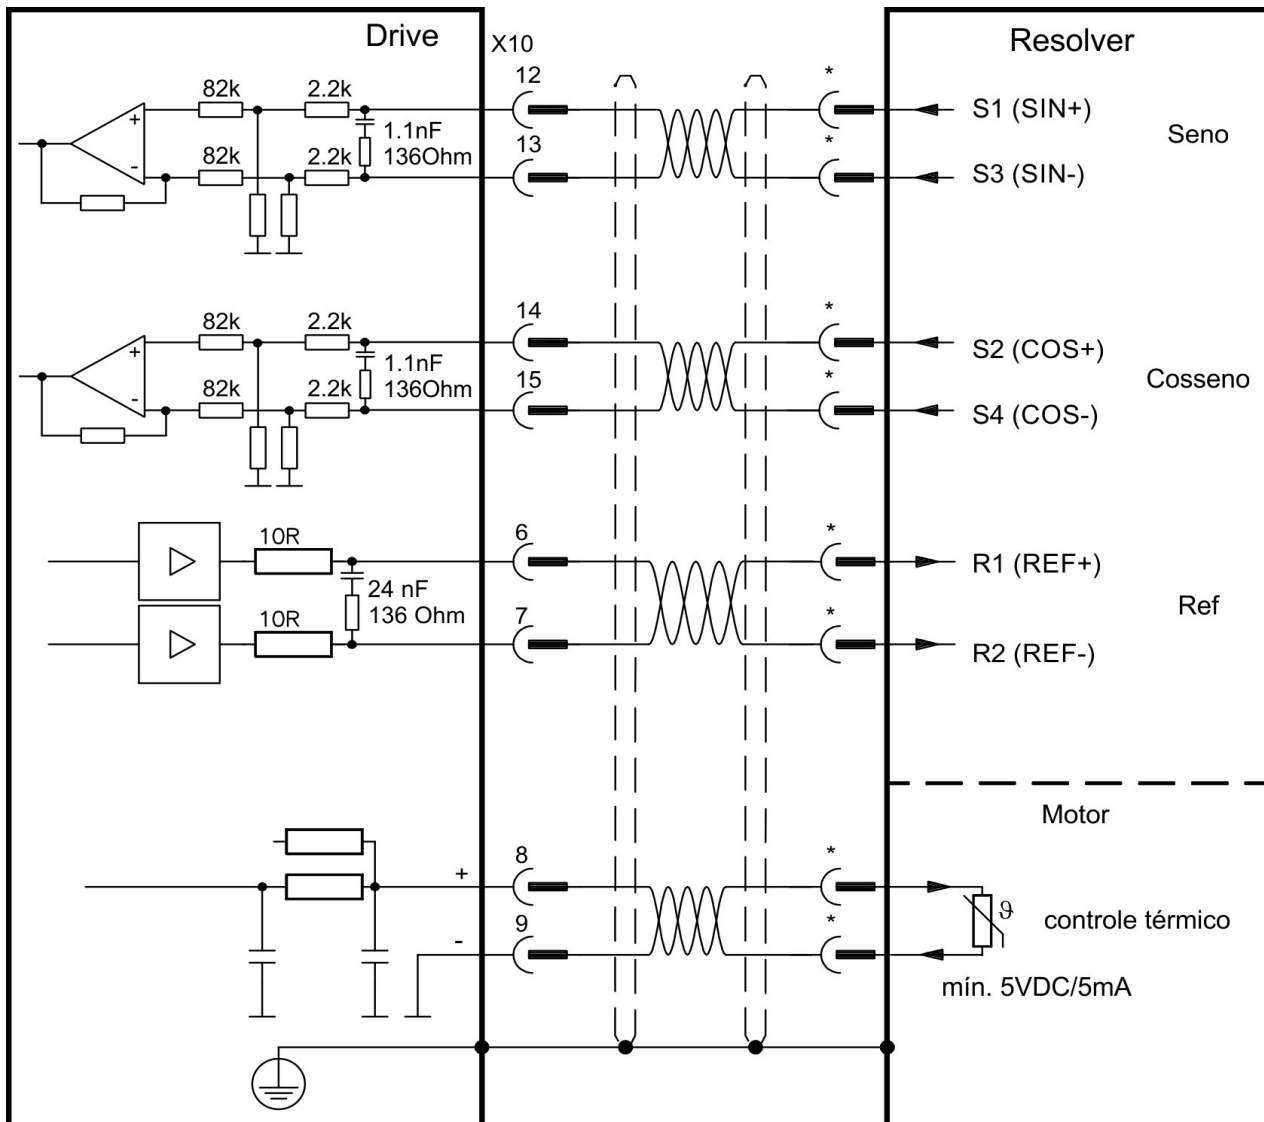 Drive
X10
Resolver
12
*
82k
2.2k
S1 (SIN+)
+
1.1nF
Seno
13
*
-
82k
2.2k
136Ohm
S3 (SIN-)
14
*
82k
2.2k
S2 (COS+)
+
1.1nF
Cosseno
15
*
-
82k
2.2k
136Ohm
S4 (COS-)
6
*
10R
R1 (REF+)
24 nF
Ref
7
*
10R
136 Ohm
R2 (REF-)
Motor
8
*
+
9
*
ϑ
controle térmico
-
mín. 5VDC/5mA